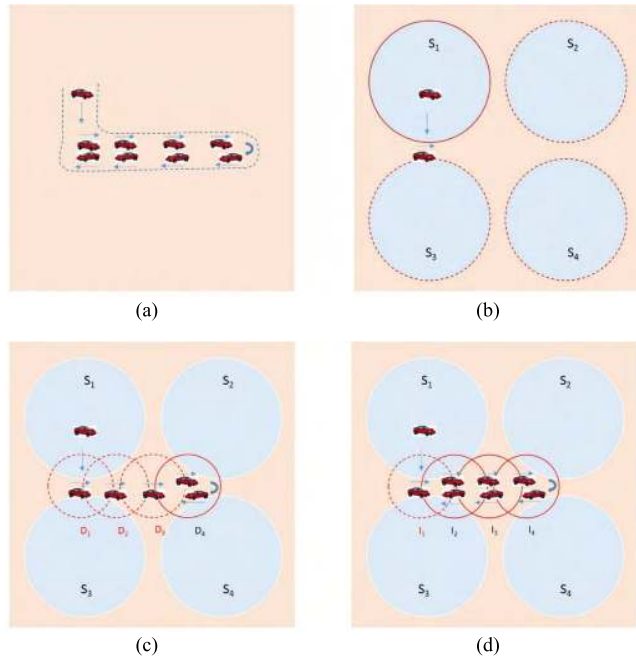 S1 S2
S3 S4
(a) (b)
S1 S2 S1 S2
D1 D2 D3 D4 I1 I2 I3 I4
S3 S4 S3 S4
(c) (d)